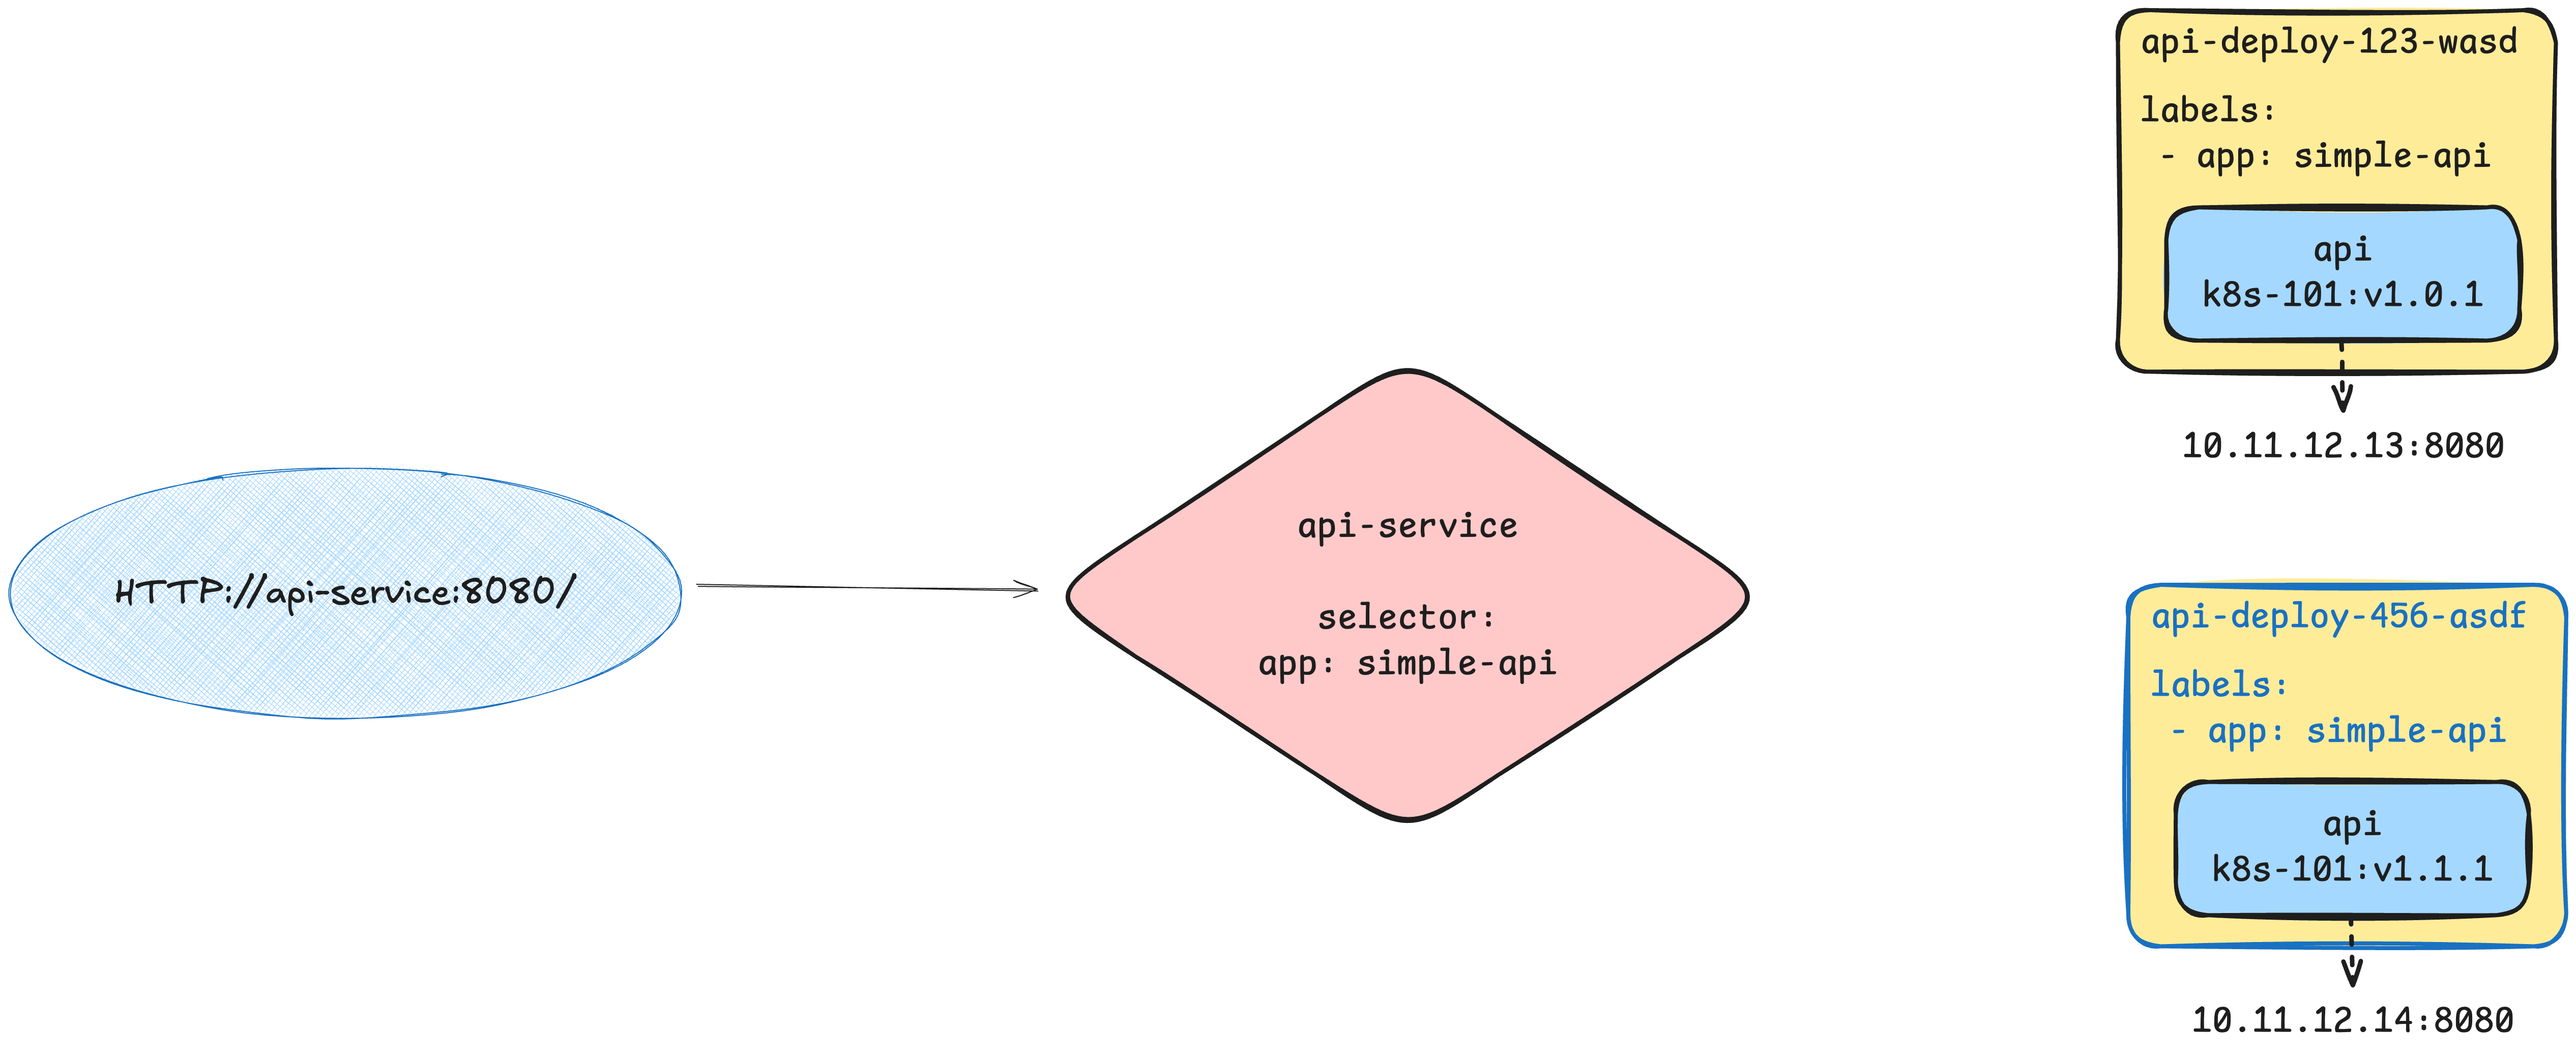 HTTP://api-service:8080/
api-service
selector:
app: simple-api
api-deploy-123-wasd
labels:
- app: simple-api
api
k8s-101:v1.0.1
10.11.12.13:8080
api-deploy-456-asdf
labels:
- app: simple-api
api
k8s-101:v1.1.1
10.11.12.14:8080